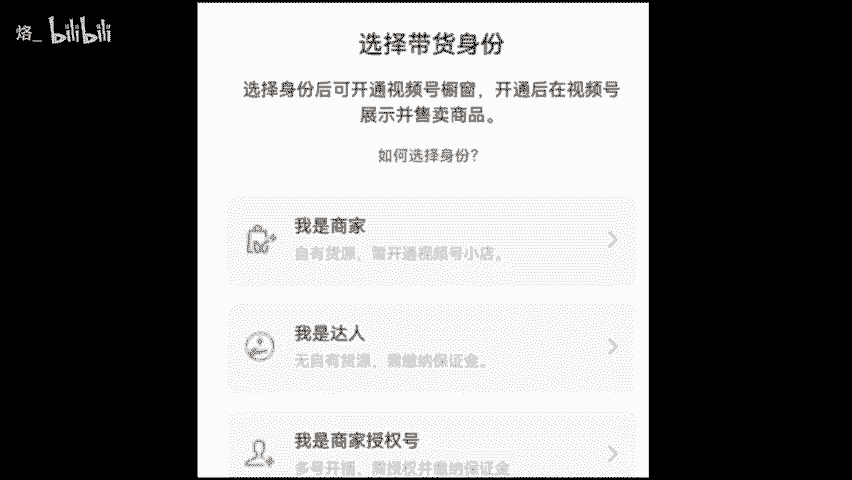 烙_ bilibili
选择带货身份
选择身份后可开通视频号橱窗，开通后在视频号
展示并售卖商品。
如何选择身份？
我是商家
自有货源，需开通视频号小店。
我是达人
无自有货源，需缴纳保证金。
我是商家授权号
多号开播，需授权并缴纳保证金